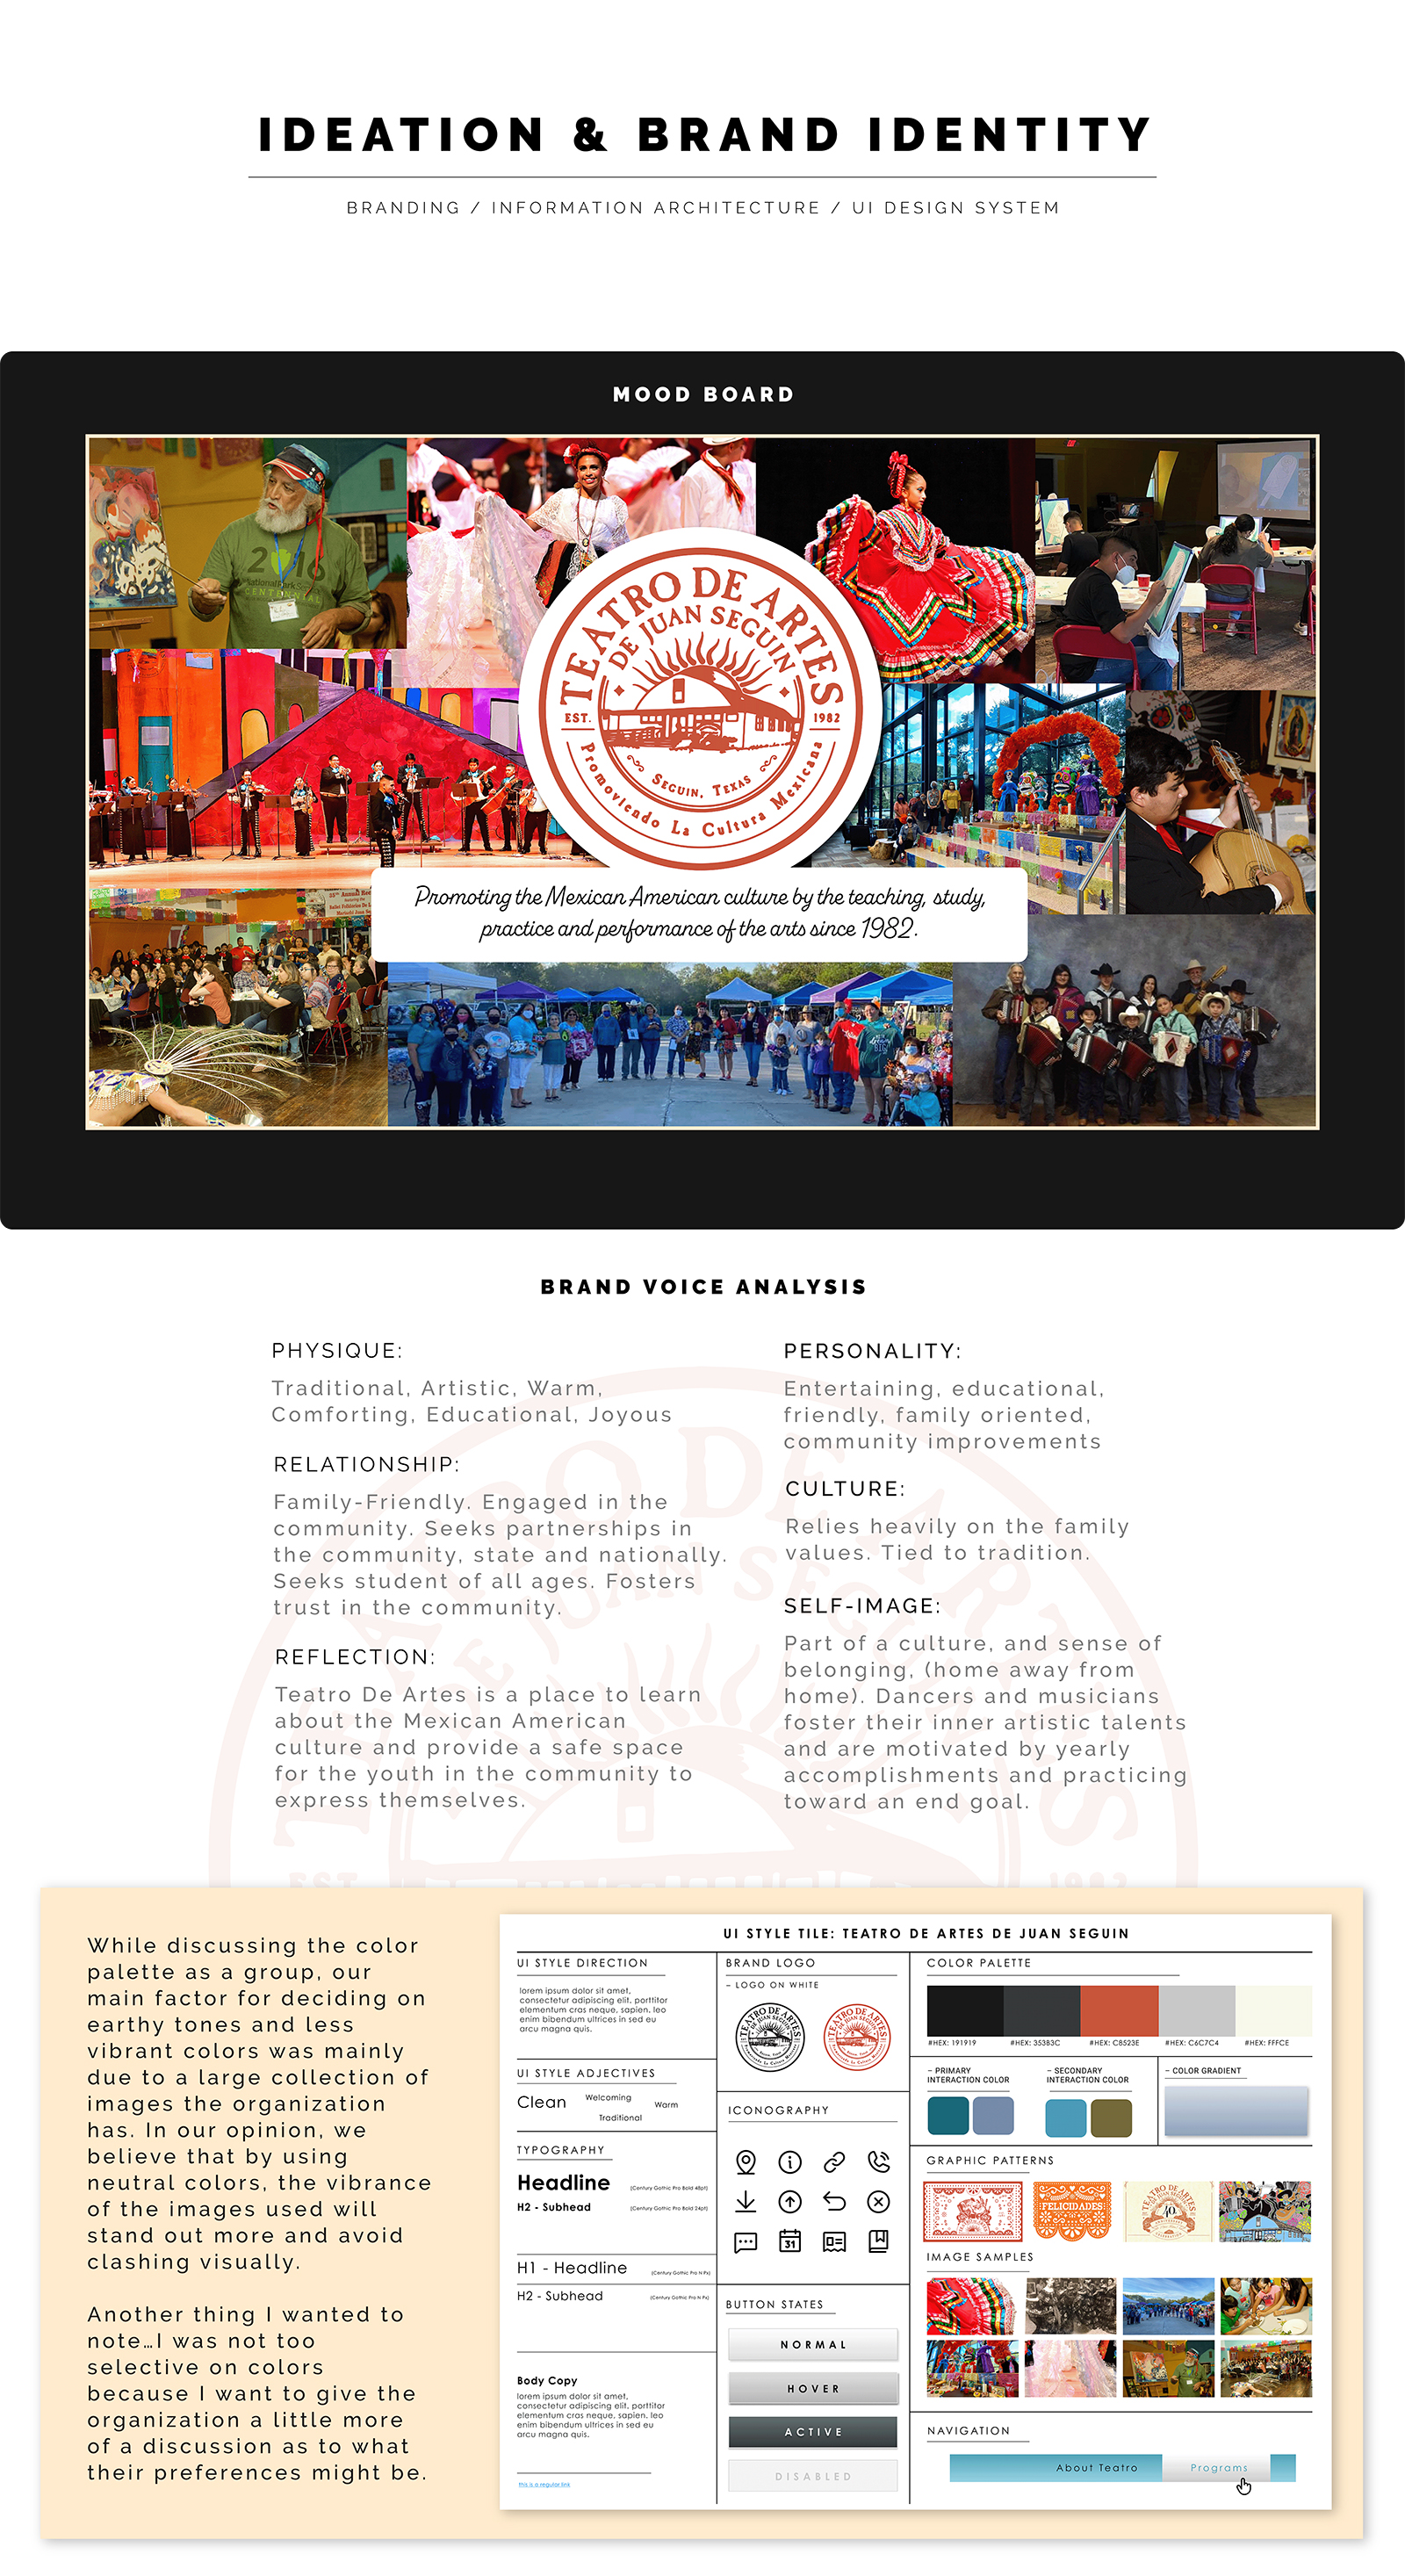 IDEATION & BRAND IDENTITY
BRANDING / INFORMATION ARCHITECTURE / UI DESIGN SYSTEM
MOOD BOARD
TEATRO DE ARTES
DE JUAN SEGUIN
EST.
1982
SEGUIN, TEXAS
Promoviendo La Cultura Mexicana
Promoting the Mexican American culture by the teaching, study,
practice and performance of the arts since 1982.
BRAND VOICE ANALYSIS
PHYSIQUE:
Traditional, Artistic, Warm,
Comforting, Educational, Joyous
RELATIONSHIP:
Family-Friendly. Engaged in the
community. Seeks partnerships in
the community, state and nationally.
Seeks student of all ages. Fosters
trust in the community.
REFLECTION:
Teatro De Artes is a place to learn
about the Mexican American
culture and provide a safe space
for the youth in the community to
express themselves.
PERSONALITY:
Entertaining, educational,
friendly, family oriented,
community improvements
CULTURE:
Relies heavily on the family
values. Tied to tradition.
SELF-IMAGE:
Part of a culture, and sense of
belonging, (home away from
home). Dancers and musicians
foster their inner artistic talents
and are motivated by yearly
accomplishments and practicing
toward an end goal.
While discussing the color
palette as a group, our
main factor for deciding on
earthy tones and less
vibrant colors was mainly
due to a large collection of
images the organization
has. In our opinion, we
believe that by using
neutral colors, the vibrance
of the images used will
stand out more and avoid
clashing visually.
Another thing I wanted to
note...I was not too
selective on colors
because I want to give the
organization a little more
of a discussion as to what
their preferences might be.
UI STYLE TILE: TEATRO DE ARTES DE JUAN SEGUIN
UI STYLE DIRECTION
lorem ipsum dolor sit amet,
consectetur adipiscing elit. porttitor
elementum cras neque, sapien. leo
enim bibendum ultrices in sed eu
arcu magna quis.
UI STYLE ADJECTIVES
Clean
Welcoming
Warm
Traditional
TYPOGRAPHY
Headline
(Century Gothic Pro Bold 48pt)
H2 - Subhead
(Century Gothic Pro Bold 24pt)
H1 - Headline
(Century Gothic Pro N Px)
H2 - Subhead
(Century Gothic Pro N Px)
Body Copy
lorem ipsum dolor sit amet,
consectetur adipiscing elit. porttitor
elementum cras neque, sapien. leo
enim bibendum ultrices in sed eu
arcu magna quis.
this is a regular link
BRAND LOGO
– LOGO ON WHITE
ICONOGRAPHY
31
BUTTON STATES
NORMAL
HOVER
ACTIVE
DISABLED
COLOR PALETTE
#HEX: 191919
#HEX: 35383C
#HEX: C8523E
#HEX: C6C7C4
#HEX: FFFCE
– PRIMARY
INTERACTION COLOR
– SECONDARY
INTERACTION COLOR
– COLOR GRADIENT
GRAPHIC PATTERNS
FELICIDADES
TEATRO DE ARTES
40
IMAGE SAMPLES
NAVIGATION
About Teatro
Programs